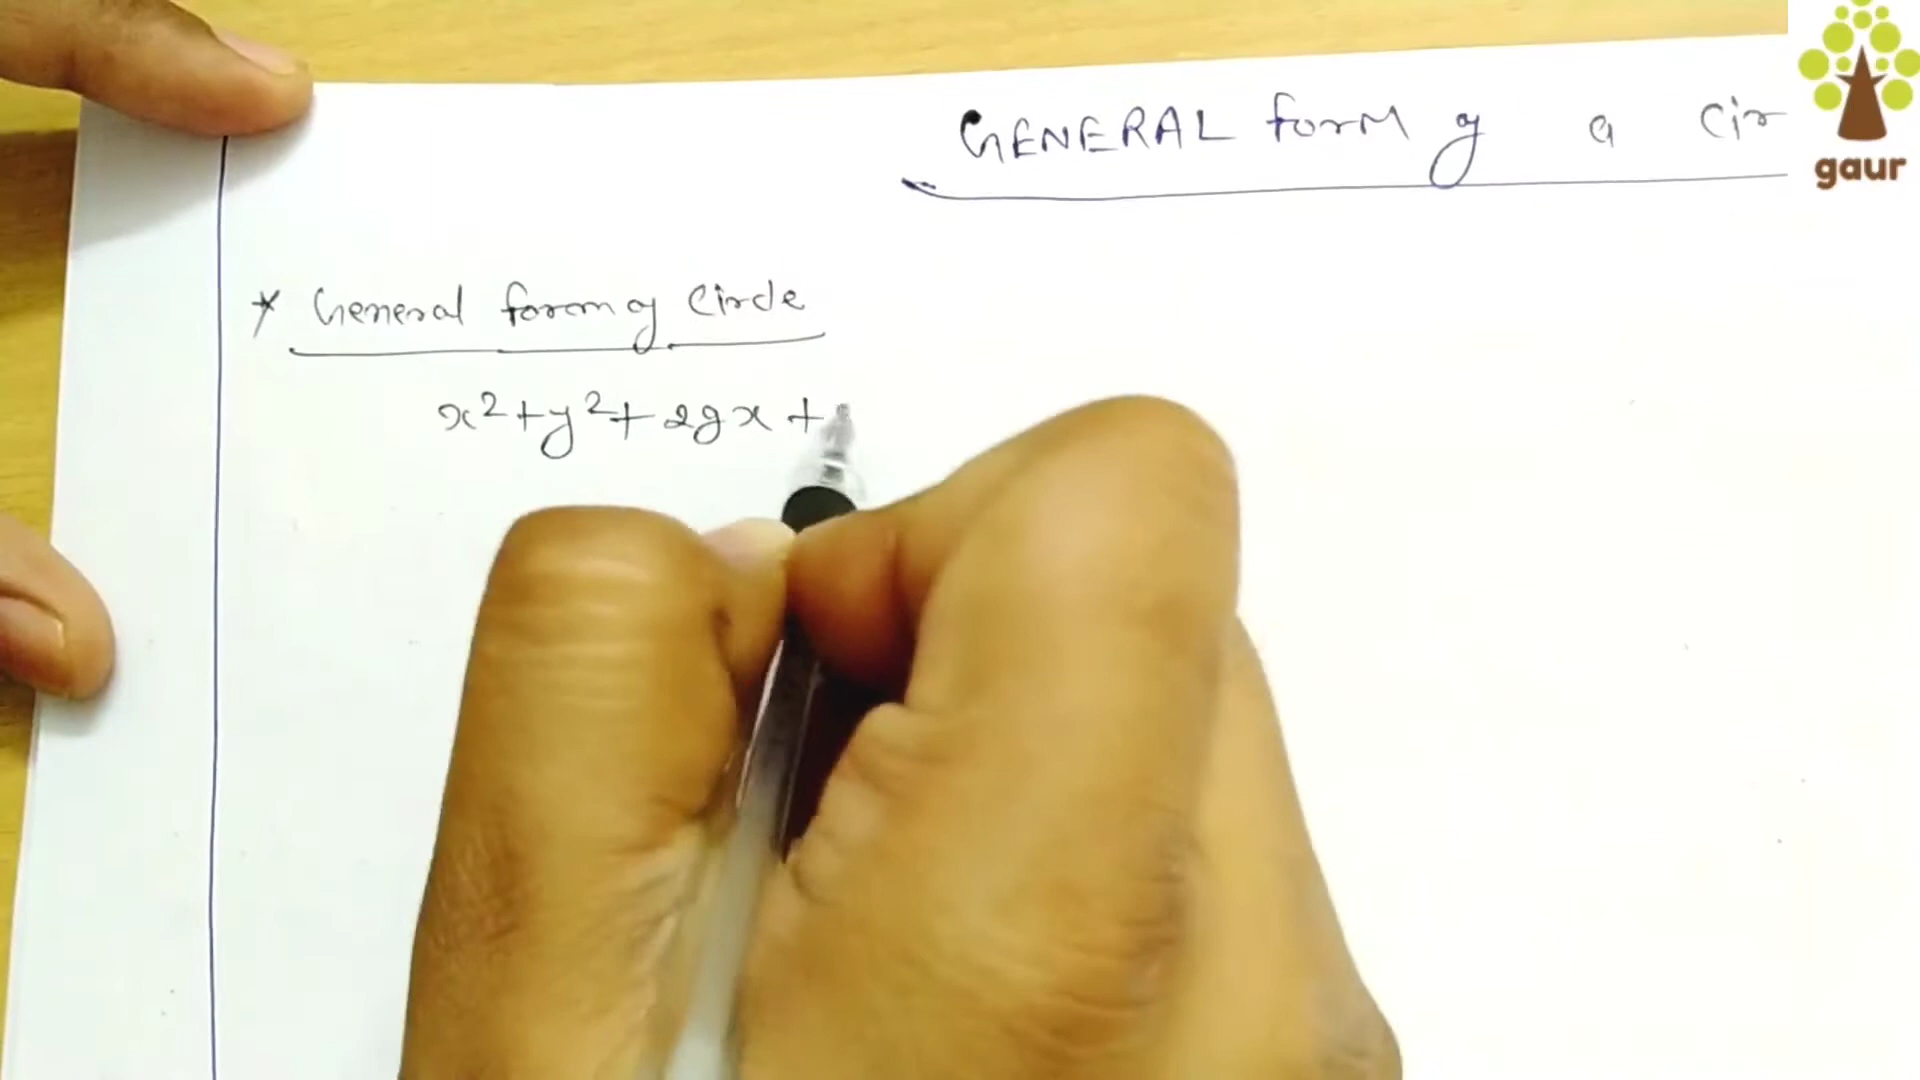 GENERAL form of a Cir
gaur
* General form of Circle
x²+y²+2gx+